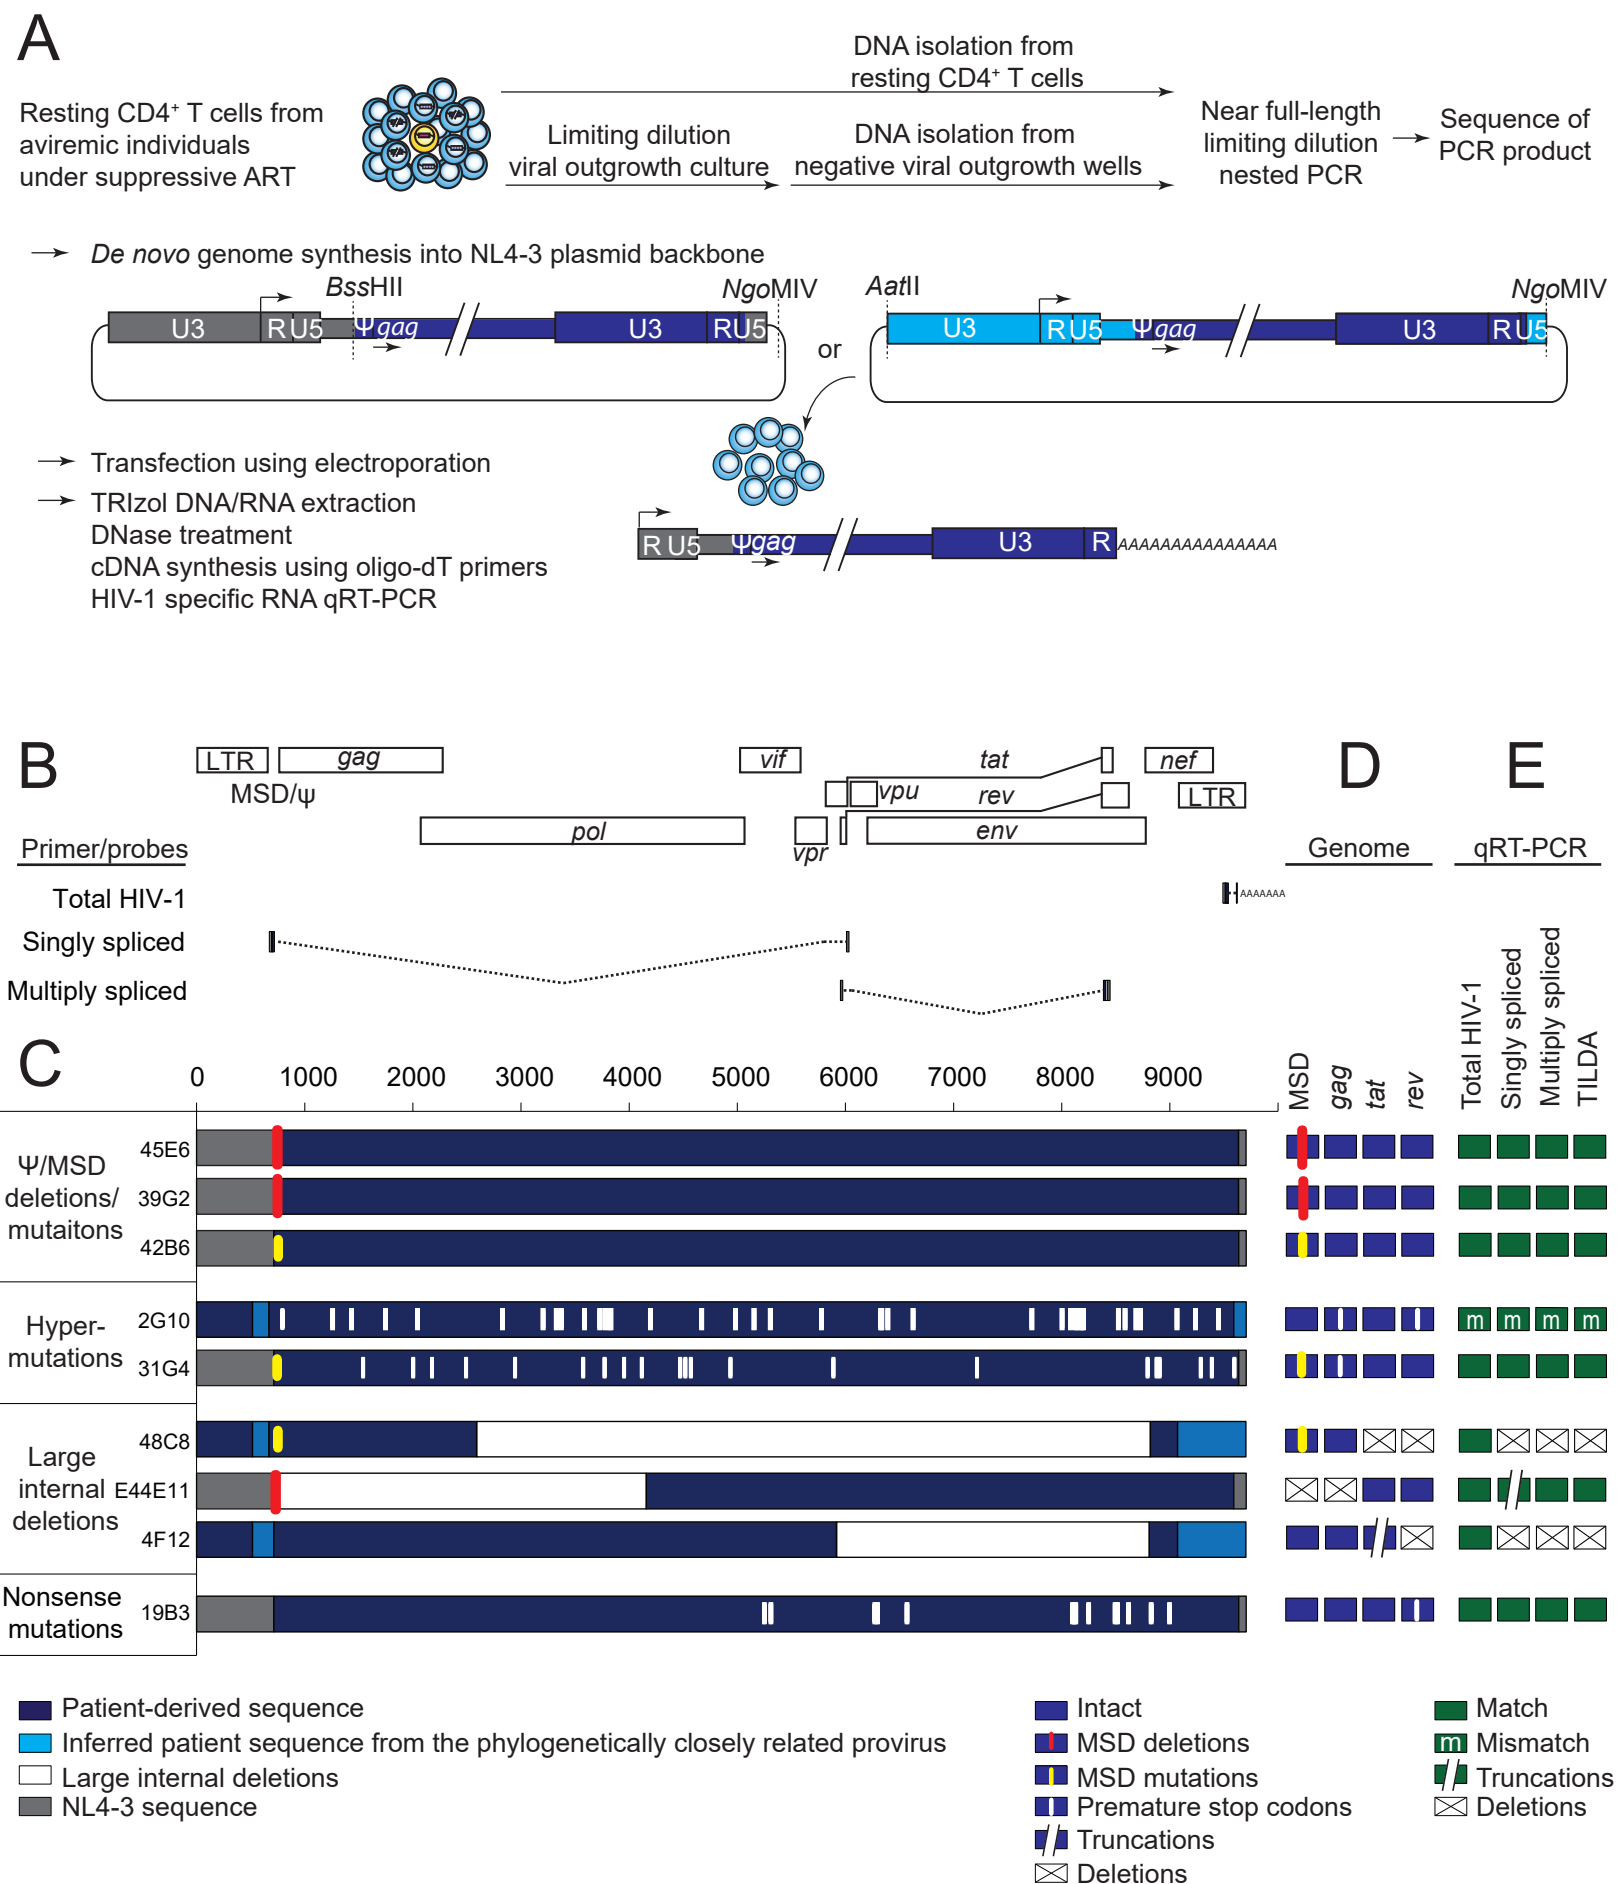 A
Resting CD4+ T cells from
aviremic individuals
under suppressive ART
DNA isolation from
resting CD4+ T cells
Limiting dilution
viral outgrowth culture
DNA isolation from
negative viral outgrowth wells
Near full-length
limiting dilution
nested PCR
Sequence of
PCR product
De novo genome synthesis into NL4-3 plasmid backbone
BssHII
NgoMIV
AatII
NgoMIV
U3 R U5 Ψ gag U3 R U5
or
U3 R U5 Ψ gag U3 R U5
Transfection using electroporation
TRIzol DNA/RNA extraction
DNase treatment
cDNA synthesis using oligo-dT primers
HIV-1 specific RNA qRT-PCR
R U5 Ψgag U3 R AAAAAAAAAAAAAAA
B
LTR gag vif tat nef
MSD/ψ vpu rev LTR
pol vpr env
Primer/probes
Total HIV-1
AAAAAAA
Singly spliced
Multiply spliced
D
Genome
E
qRT-PCR
C
0 1000 2000 3000 4000 5000 6000 7000 8000 9000
MSD gag tat rev
Total HIV-1
Singly spliced
Multiply spliced
TILDA
Ψ/MSD
deletions/
mutaitons
45E6
39G2
42B6
Hyper-
mutations
2G10
m m m m
31G4
Large
internal
deletions
48C8
E44E11
4F12
Nonsense
mutations
19B3
Patient-derived sequence
Inferred patient sequence from the phylogenetically closely related provirus
Large internal deletions
NL4-3 sequence
Intact
MSD deletions
MSD mutations
Premature stop codons
Truncations
Deletions
Match
m Mismatch
Truncations
Deletions